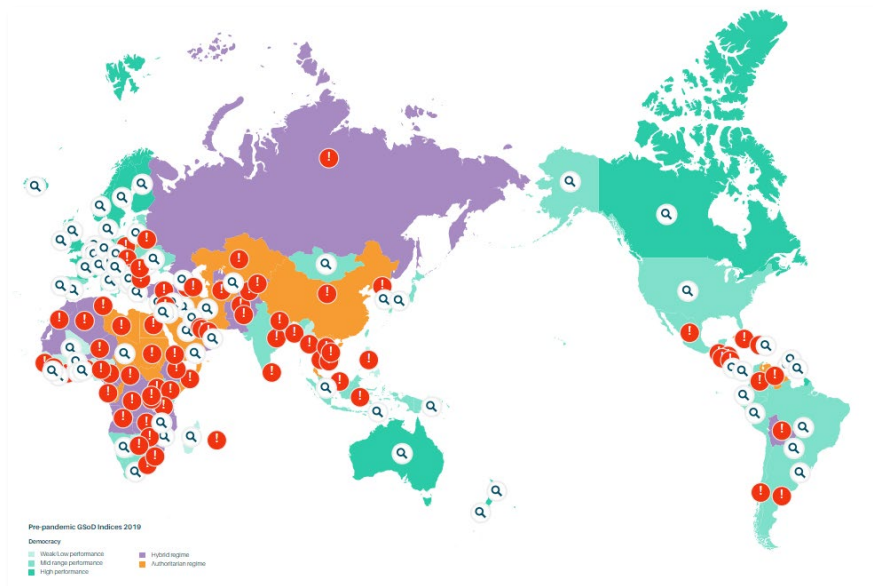 Pre-pandemic GSoD Indices 2019
Democracy
Weak/Low performance
Mid range performance
High performance
Hybrid regime
Authoritarian regime